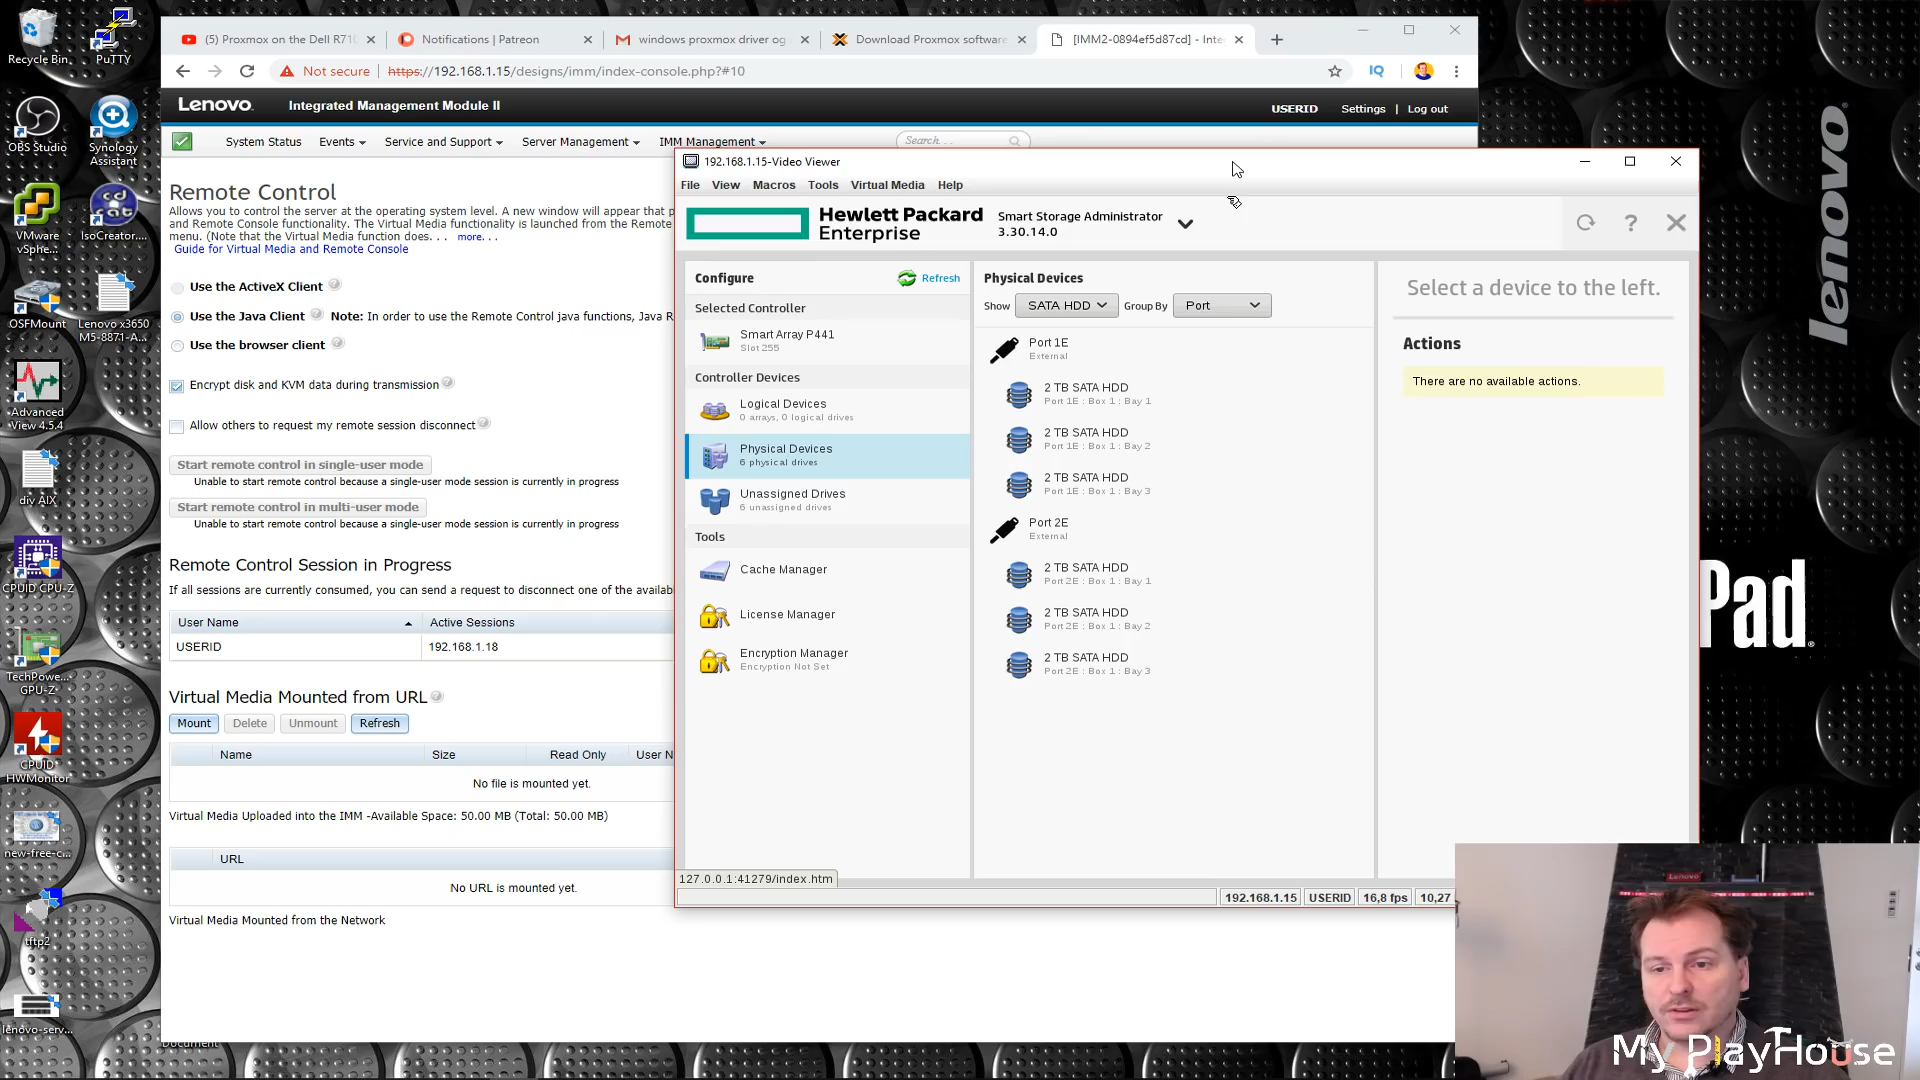 Recycle Bin
PuTTY
OBS Studio
Synology Assistant
VMware vSphe...
IsoCreator....
OSFMount
Lenovo x3650 M5-8871-A...
Advanced View 4.5.4
div AIX
CPUID CPU-Z
TechPowe... GPU-Z
CPUID HWMonitor
new-free-c...
tftp2
lenovo-serv...
Document
(5) Proxmox on the Dell R71
Notifications | Patreon
windows proxmox driver og
Download Proxmox software
[IMM2-0894ef5d87cd] - Inte
Not secure
https://192.168.1.15/designs/imm/index-console.php?#10
IQ
Lenovo
Integrated Management Module II
USERID
Settings | Log out
System Status
Events
Service and Support
Server Management
IMM Management
Search. . .
Remote Control
Allows you to control the server at the operating system level. A new window will appear that p
and Remote Console functionality. The Virtual Media functionality is launched from the Remote
menu. (Note that the Virtual Media function does. . . more. . .
Guide for Virtual Media and Remote Console
Use the ActiveX Client
Use the Java Client Note: In order to use the Remote Control java functions, Java R
Use the browser client
Encrypt disk and KVM data during transmission
Allow others to request my remote session disconnect
Start remote control in single-user mode
Unable to start remote control because a single-user mode session is currently in progress
Start remote control in multi-user mode
Unable to start remote control because a single-user mode session is currently in progress
Remote Control Session in Progress
If all sessions are currently consumed, you can send a request to disconnect one of the availa
User Name
Active Sessions
USERID
192.168.1.18
Virtual Media Mounted from URL
Mount
Delete
Unmount
Refresh
Name
Size
Read Only
User N
No file is mounted yet.
Virtual Media Uploaded into the IMM -Available Space: 50.00 MB (Total: 50.00 MB)
URL
No URL is mounted yet.
Virtual Media Mounted from the Network
192.168.1.15-Video Viewer
File View Macros Tools Virtual Media Help
Hewlett Packard
Enterprise
Smart Storage Administrator
3.30.14.0
Configure
Refresh
Selected Controller
Smart Array P441
Slot 255
Controller Devices
Logical Devices
0 arrays, 0 logical drives
Physical Devices
6 physical drives
Unassigned Drives
6 unassigned drives
Tools
Cache Manager
License Manager
Encryption Manager
Encryption Not Set
Physical Devices
Show SATA HDD Group By Port
Port 1E
External
2 TB SATA HDD
Port 1E : Box 1 : Bay 1
2 TB SATA HDD
Port 1E : Box 1 : Bay 2
2 TB SATA HDD
Port 1E : Box 1 : Bay 3
Port 2E
External
2 TB SATA HDD
Port 2E : Box 1 : Bay 1
2 TB SATA HDD
Port 2E : Box 1 : Bay 2
2 TB SATA HDD
Port 2E : Box 1 : Bay 3
Select a device to the left.
Actions
There are no available actions.
127.0.0.1:41279/index.htm
192.168.1.15
USERID
16,8 fps
10,27
lenovo
Pad.
Lenovo
My PlayHouse